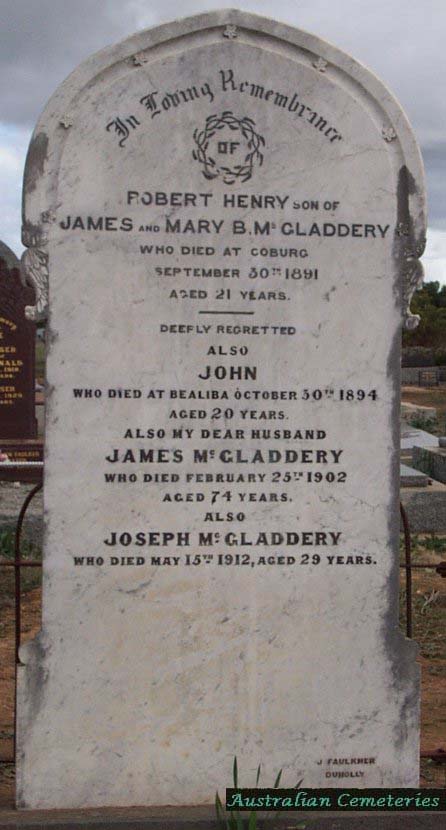 In Loving Remembrance
OF
ROBERT HENRY SON OF
JAMES AND MARY B. Mc GLADDERY
WHO DIED AT COBURG
SEPTEMBER 30TH 1891
AGED 21 YEARS.
DEEPLY REGRETTED
ALSO
JOHN
WHO DIED AT BEALIBA OCTOBER 30TH 1894
AGED 20 YEARS.
ALSO MY DEAR HUSBAND
JAMES Mc GLADDERY
WHO DIED FEBRUARY 25TH 1902
AGED 74 YEARS.
ALSO
JOSEPH Mc GLADDERY
WHO DIED MAY 15TH 1912, AGED 29 YEARS.
J FAULKNER
DUNOLLY
Australian Cemeteries